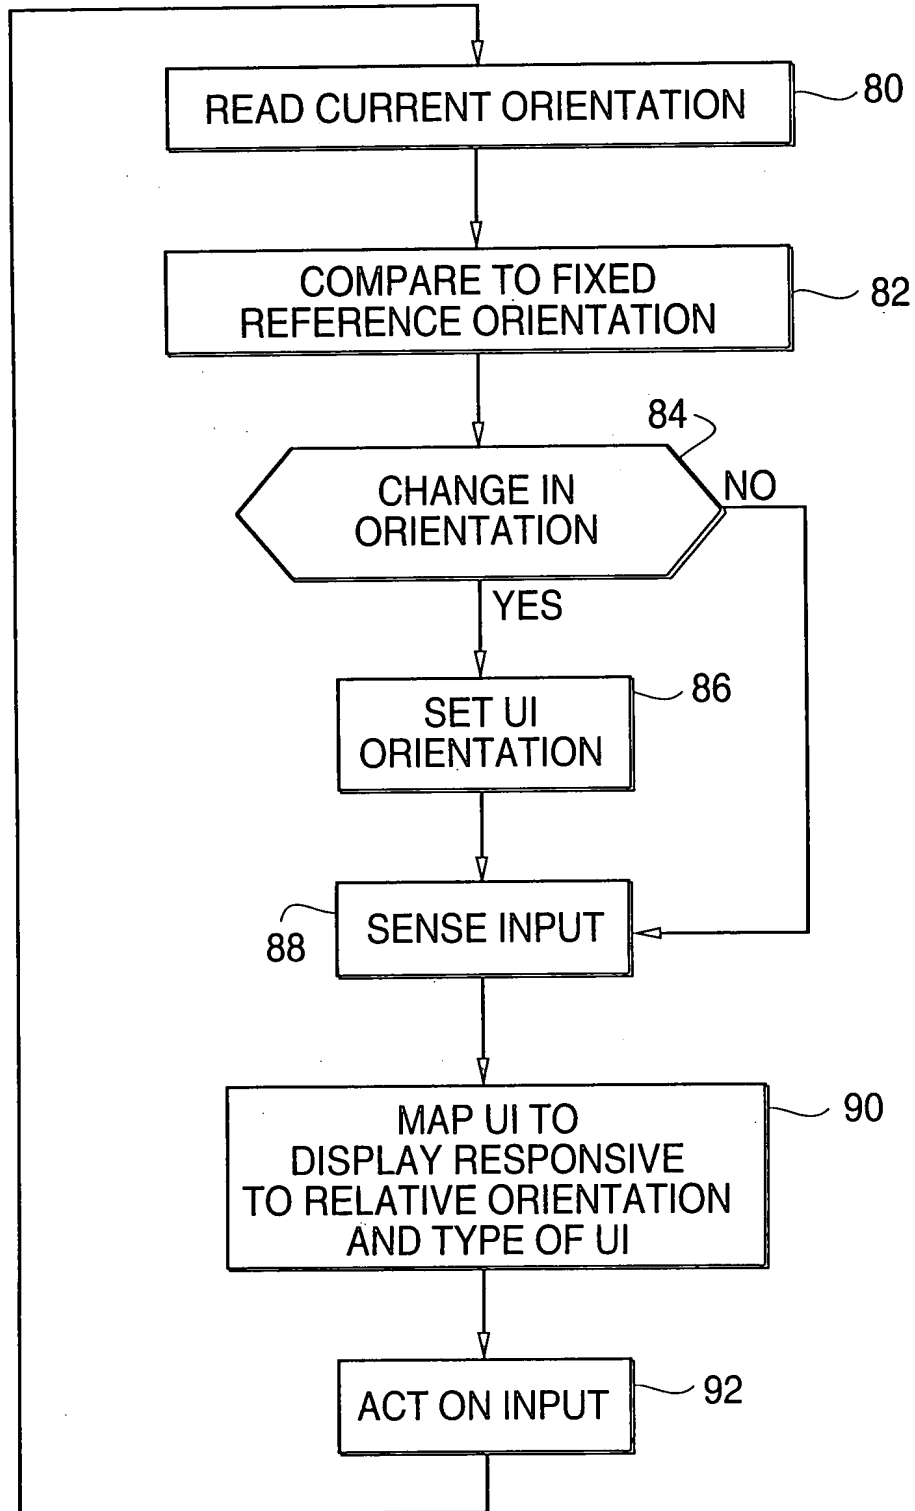 READ CURRENT ORIENTATION
80
COMPARE TO FIXED
REFERENCE ORIENTATION
82
84
CHANGE IN
ORIENTATION
NO
YES
86
SET UI
ORIENTATION
SENSE INPUT
88
MAP UI TO
DISPLAY RESPONSIVE
TO RELATIVE ORIENTATION
AND TYPE OF UI
90
ACT ON INPUT
92